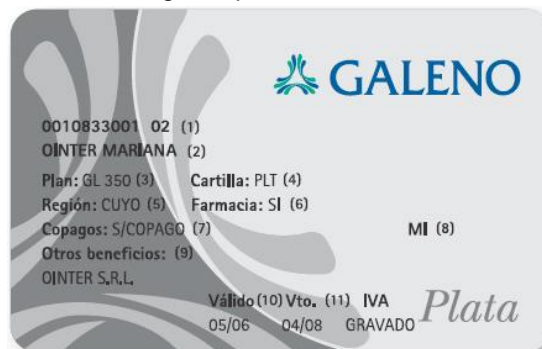 GALENO
0010833001 02 (1)
OINTER MARIANA (2)
Plan: GL 350 (3) Cartilla: PLT (4)
Región: CUYO (5) Farmacia: SI (6)
Copagos: S/COPAGO (7) MI (8)
Otros beneficios: (9)
OINTER S.R.L.
Válido (10) Vto. (11) IVA
05/06 04/08 GRAVADO
Plata